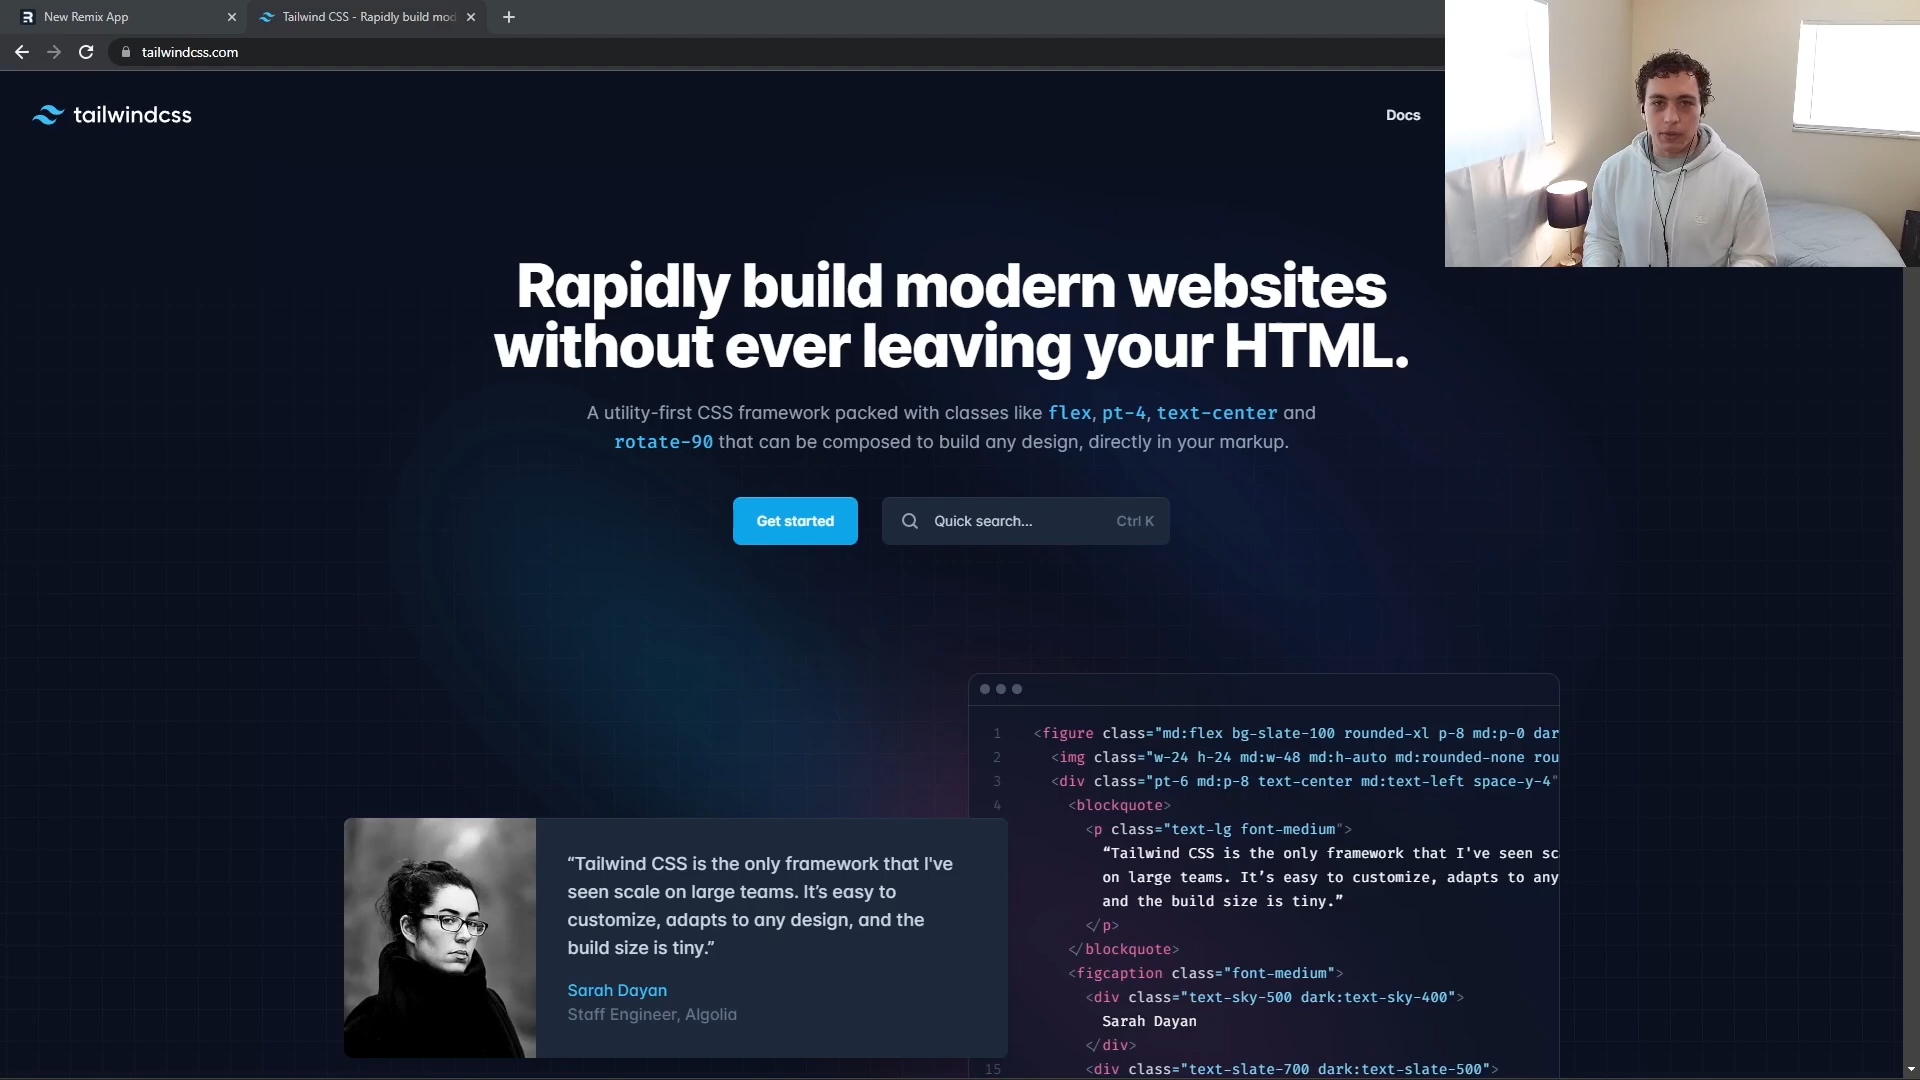 New Remix App
Tailwind CSS - Rapidly build mod
tailwindcss.com
tailwindcss
Docs
Rapidly build modern websites
without ever leaving your HTML.
A utility-first CSS framework packed with classes like flex, pt-4, text-center and
rotate-90 that can be composed to build any design, directly in your markup.
Get started
Quick search...
Ctrl K
1 <figure class="md:flex bg-slate-100 rounded-xl p-8 md:p-0 dar
2 <img class="w-24 h-24 md:w-48 md:h-auto md:rounded-none rou
3 <div class="pt-6 md:p-8 text-center md:text-left space-y-4"
4 <blockquote>
<p class="text-lg font-medium">
“Tailwind CSS is the only framework that I've seen sc
on large teams. It’s easy to customize, adapts to any
and the build size is tiny.”
</p>
</blockquote>
<figcaption class="font-medium">
<div class="text-sky-500 dark:text-sky-400">
Sarah Dayan
</div>
15 <div class="text-slate-700 dark:text-slate-500">
“Tailwind CSS is the only framework that I've
seen scale on large teams. It’s easy to
customize, adapts to any design, and the
build size is tiny.”
Sarah Dayan
Staff Engineer, Algolia